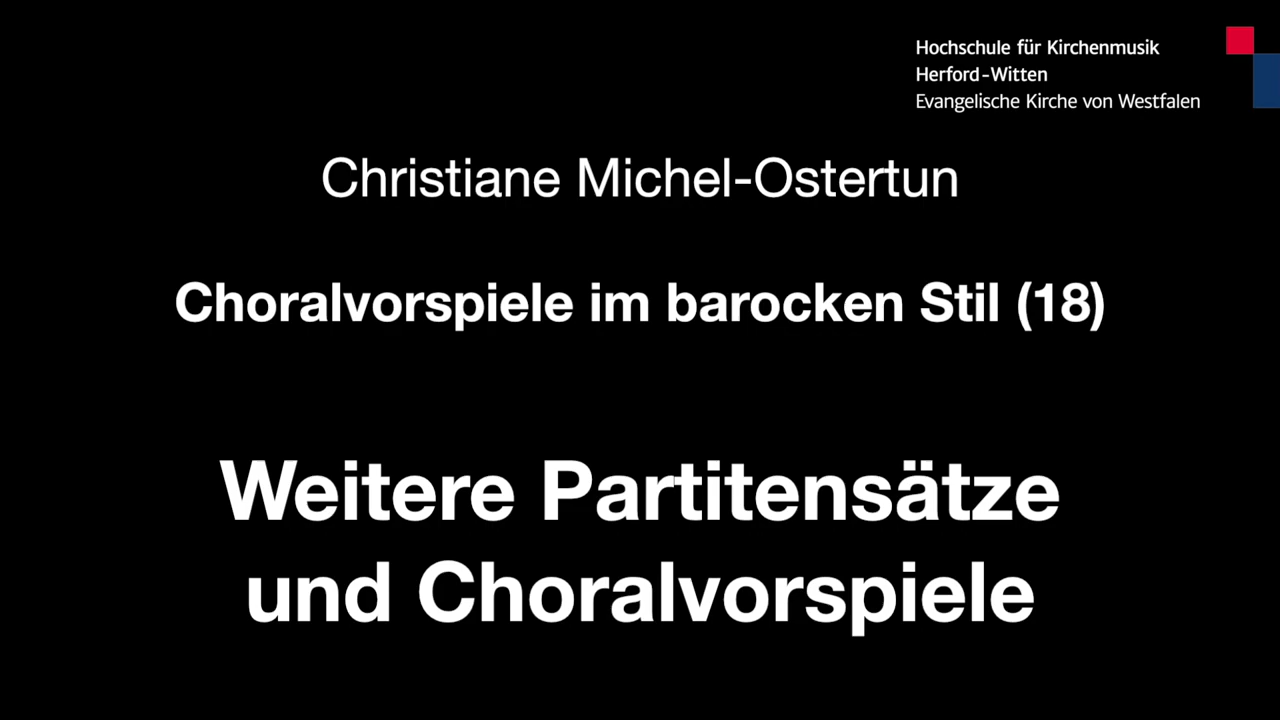 Hochschule für Kirchenmusik
Herford-Witten
Evangelische Kirche von Westfalen
Christiane Michel-Ostertun
Choralvorspiele im barocken Stil (18)
Weitere Partitensätze
und Choralvorspiele